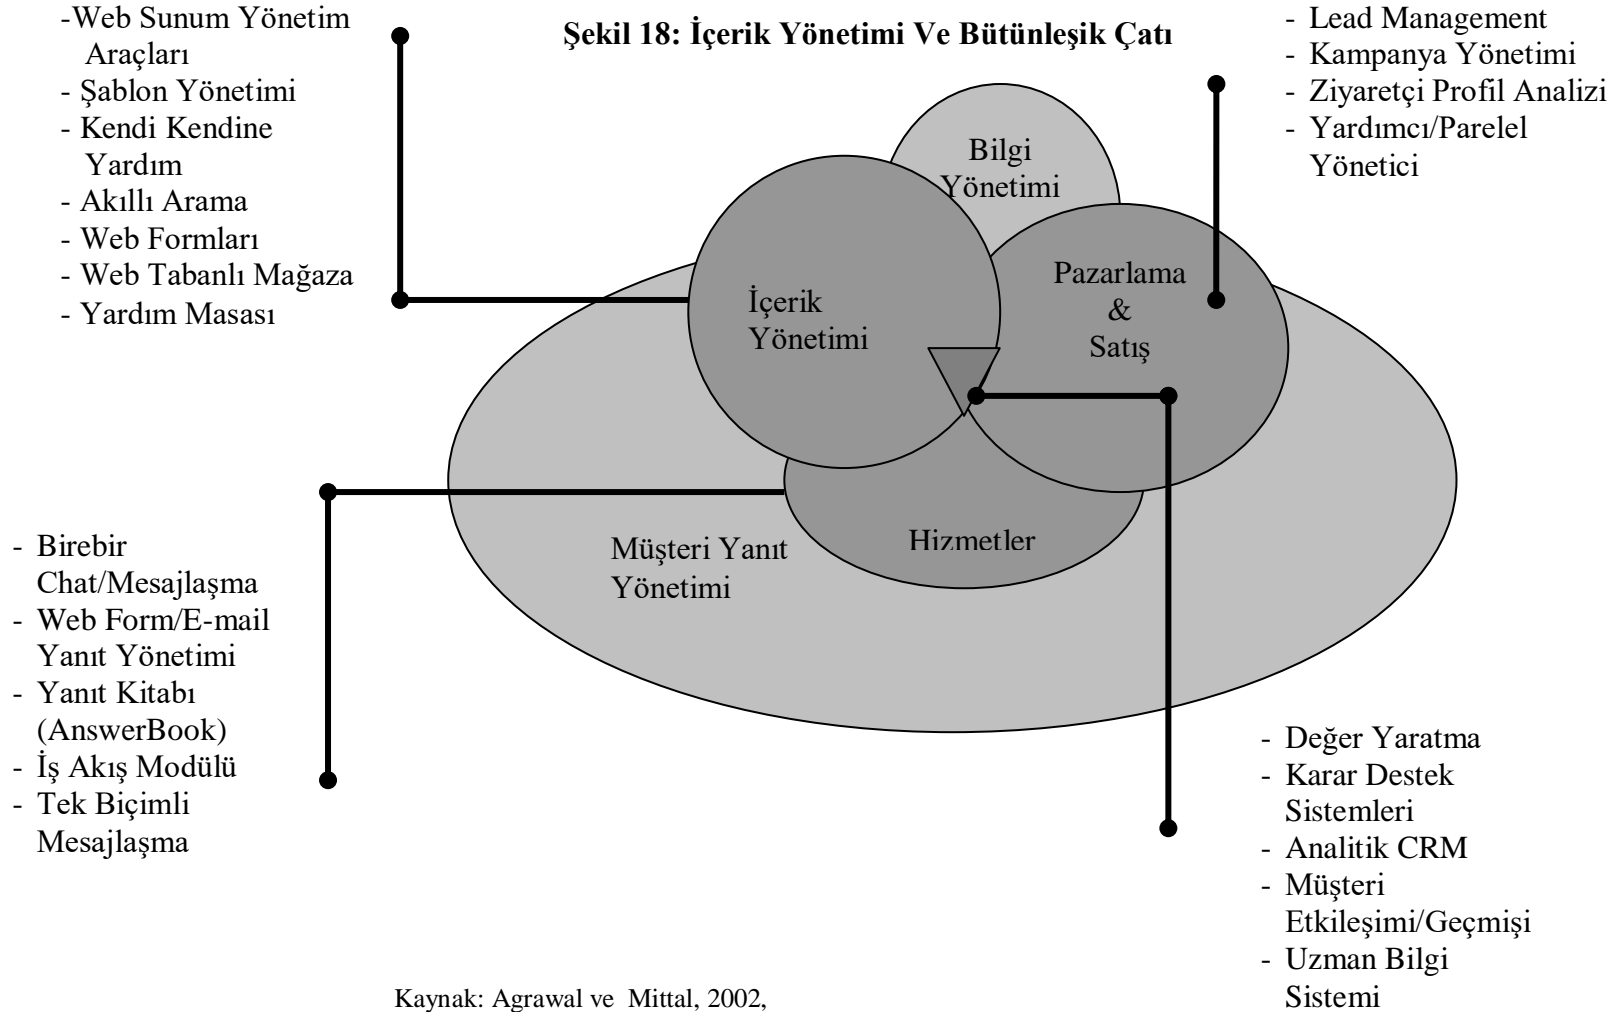 -Web Sunum Yönetim
Araçları
- Şablon Yönetimi
- Kendi Kendine
Yardım
- Akıllı Arama
- Web Formları
- Web Tabanlı Mağaza
- Yardım Masası
Şekil 18: İçerik Yönetimi Ve Bütünleşik Çatı
- Lead Management
- Kampanya Yönetimi
- Ziyaretçi Profil Analizi
- Yardımcı/Parelel
Yönetici
Bilgi
Yönetimi
İçerik
Yönetimi
Pazarlama
&
Satış
Hizmetler
Müşteri Yanıt
Yönetimi
- Birebir
Chat/Mesajlaşma
- Web Form/E-mail
Yanıt Yönetimi
- Yanıt Kitabı
(AnswerBook)
- İş Akış Modülü
- Tek Biçimli
Mesajlaşma
- Değer Yaratma
- Karar Destek
Sistemleri
- Analitik CRM
- Müşteri
Etkileşimi/Geçmişi
- Uzman Bilgi
Sistemi
Kaynak: Agrawal ve Mittal, 2002,